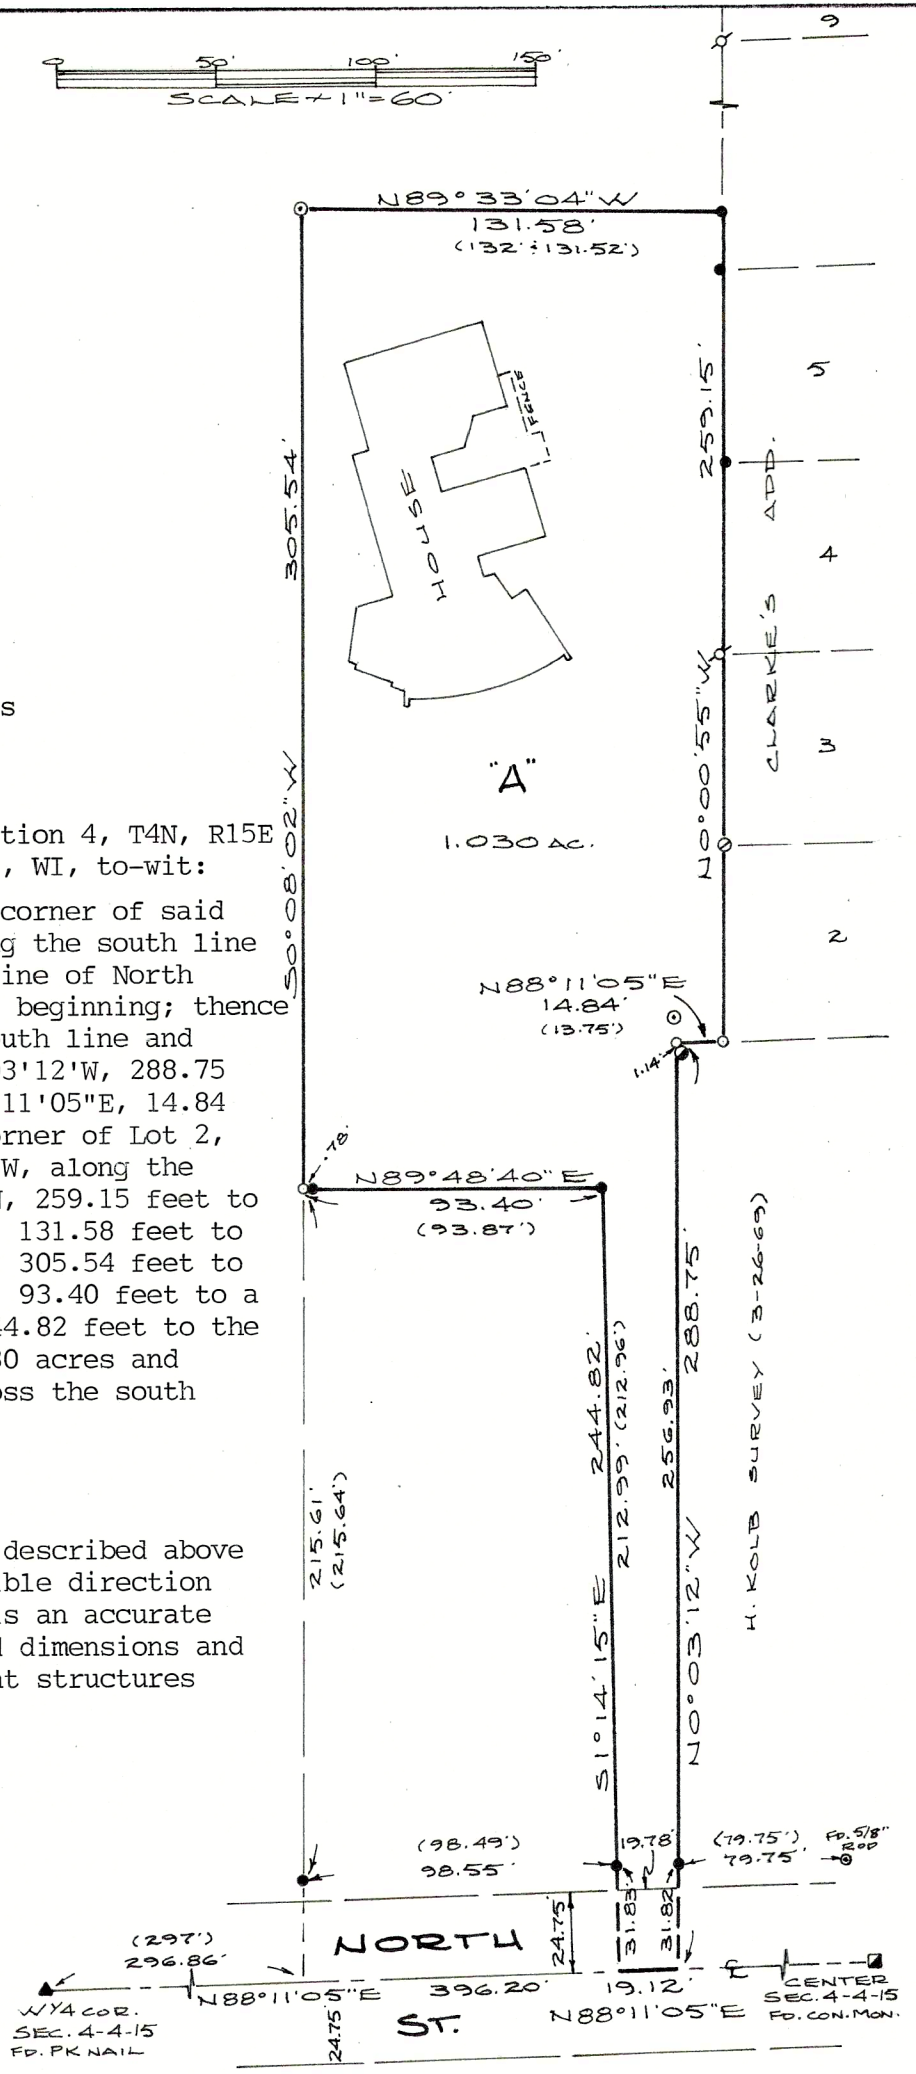 9
0 50' 100' 150'
SCALE ~ 1"=60'
N89°33'04"W
131.58'
(132' & 131.52')
5
259.15'
FENCE
305.54'
HOUSE
CLARKE'S ADD.
4
N0°00'55"W
3
s
"A"
1.030 AC.
S0°08'02"W
tion 4, T4N, R15E
, WI, to-wit:
corner of said
g the south line
ine of North
beginning; thence
uth line and
3'12'W, 288.75
11'05"E, 14.84
rner of Lot 2,
W, along the
N, 259.15 feet to
131.58 feet to
305.54 feet to
93.40 feet to a
4.82 feet to the
30 acres and
oss the south
2
N88°11'05"E
14.84'
(13.75')
1.14'
.78'
N89°48'40"E
93.40'
(93.87')
H. KOLB SURVEY (3-26-69)
288.75'
256.93'
N0°03'12"W
244.82'
212.99' (212.96')
S1°14'15"E
215.61'
(215.64')
described above
ble direction
s an accurate
d dimensions and
nt structures
(98.49')
98.55'
19.78'
(79.75')
79.75'
FD. 5/8"
ROD
31.83'
31.82'
24.75'
NORTH
ST.
(297')
296.86'
N88°11'05"E 396.20'
19.12'
N88°11'05"E
℄
24.75'
W 1/4 COR.
SEC. 4-4-15
FD. PK NAIL
CENTER
SEC. 4-4-15
FD. CON. MON.